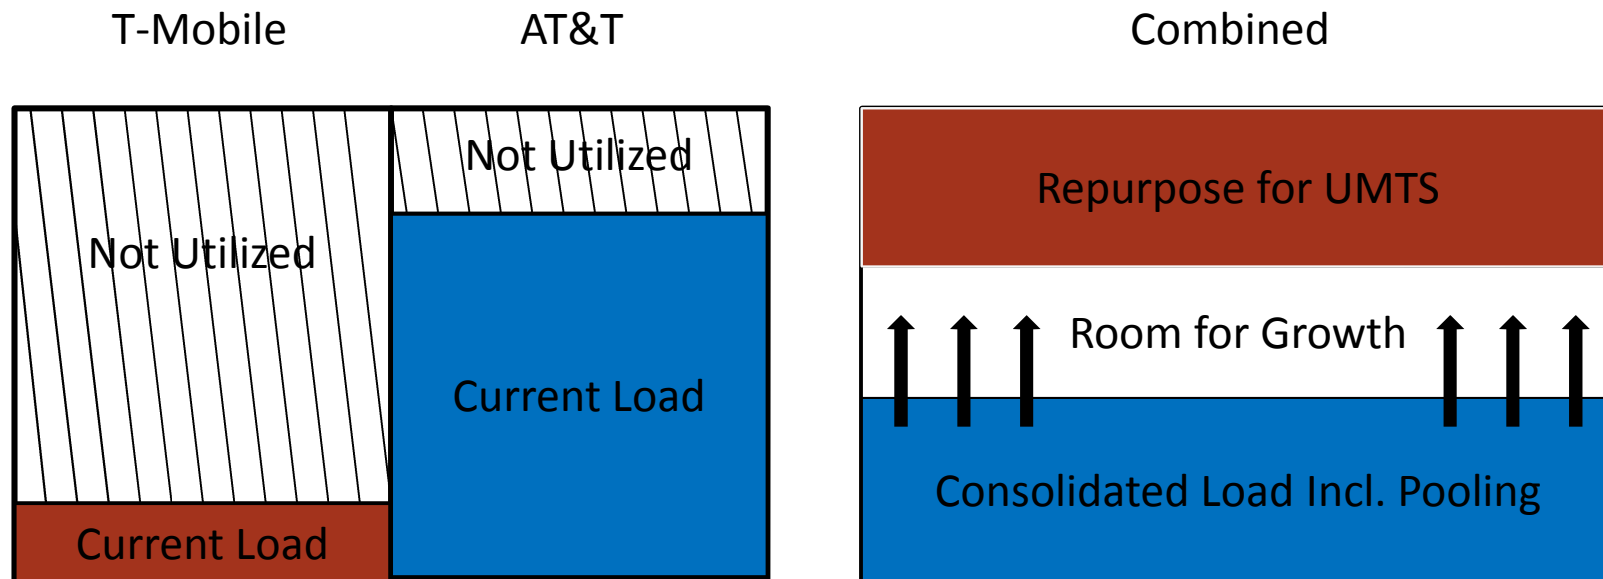 T-Mobile
AT&T
Combined
Not Utilized
Not Utilized
Current Load
Current Load
Repurpose for UMTS
Room for Growth
Consolidated Load Incl. Pooling